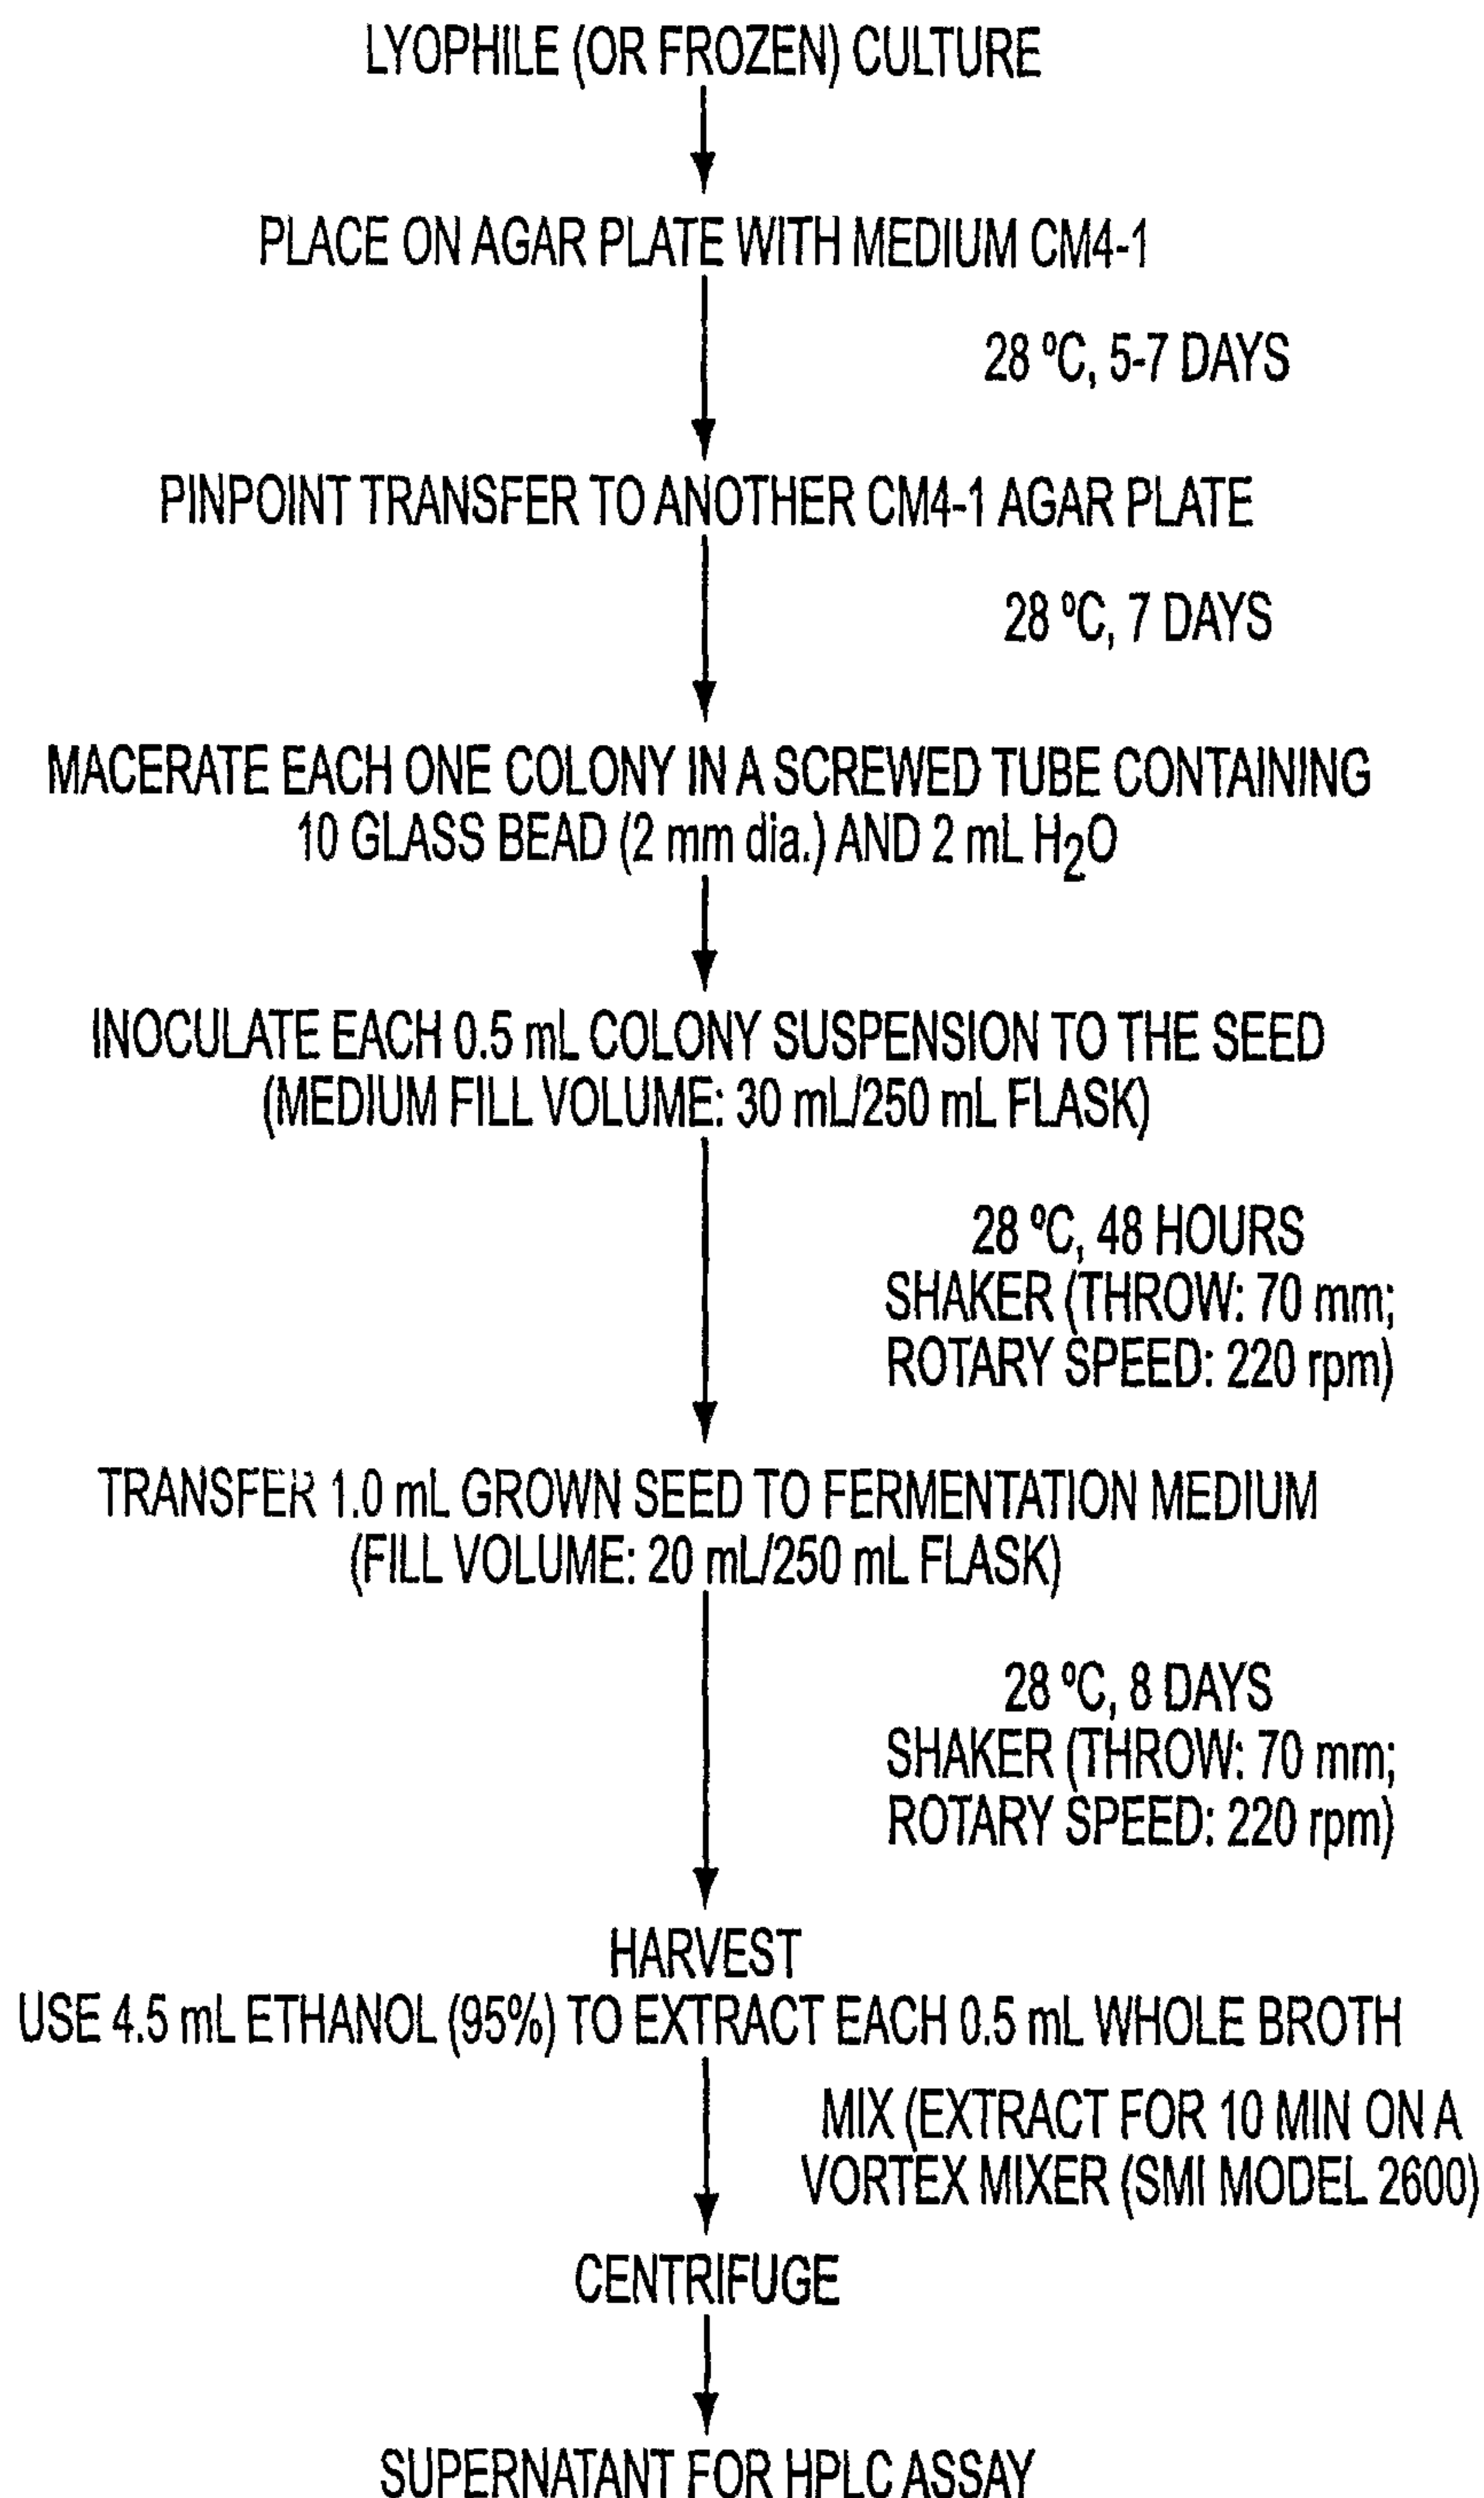 LYOPHILE (OR FROZEN) CULTURE
PLACE ON AGAR PLATE WITH MEDIUM CM4-1
28 ºC, 5-7 DAYS
PINPOINT TRANSFER TO ANOTHER CM4-1 AGAR PLATE
28 ºC, 7 DAYS
MACERATE EACH ONE COLONY IN A SCREWED TUBE CONTAINING
10 GLASS BEAD (2 mm dia.) AND 2 mL H₂O
INOCULATE EACH 0.5 mL COLONY SUSPENSION TO THE SEED
(MEDIUM FILL VOLUME: 30 mL/250 mL FLASK)
28 ºC, 48 HOURS
SHAKER (THROW: 70 mm;
ROTARY SPEED: 220 rpm)
TRANSFER 1.0 mL GROWN SEED TO FERMENTATION MEDIUM
(FILL VOLUME: 20 mL/250 mL FLASK)
28 ºC, 8 DAYS
SHAKER (THROW: 70 mm;
ROTARY SPEED: 220 rpm)
HARVEST
USE 4.5 mL ETHANOL (95%) TO EXTRACT EACH 0.5 mL WHOLE BROTH
MIX (EXTRACT FOR 10 MIN ON A
VORTEX MIXER (SMI MODEL 2600)
CENTRIFUGE
SUPERNATANT FOR HPLC ASSAY